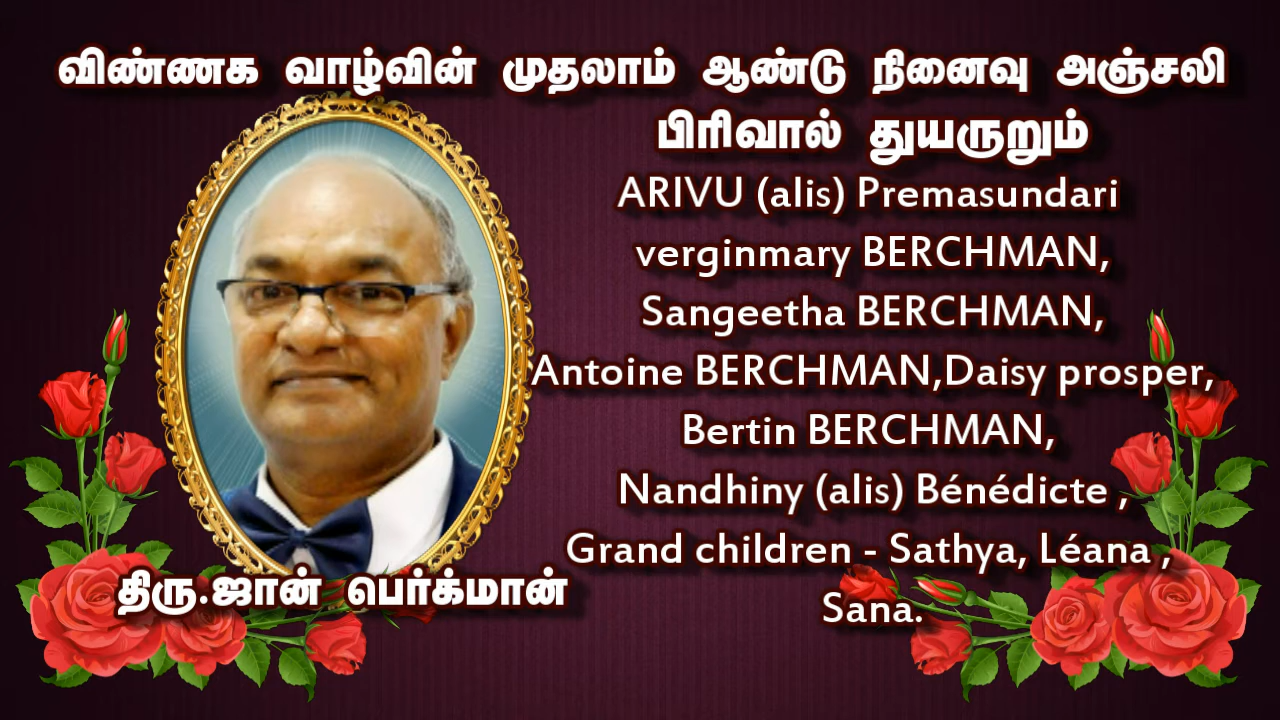 விண்ணக வாழ்வின் முதலாம் ஆண்டு நினைவு அஞ்சலி
பிரிவால் துயருறும்
ARIVU (alis) Premasundari
verginmary BERCHMAN,
Sangeetha BERCHMAN,
Antoine BERCHMAN,Daisy prosper,
Bertin BERCHMAN,
Nandhiny (alis) Bénédicte ,
Grand children - Sathya, Léana ,
Sana.
திரு.ஜான் பெர்க்மான்